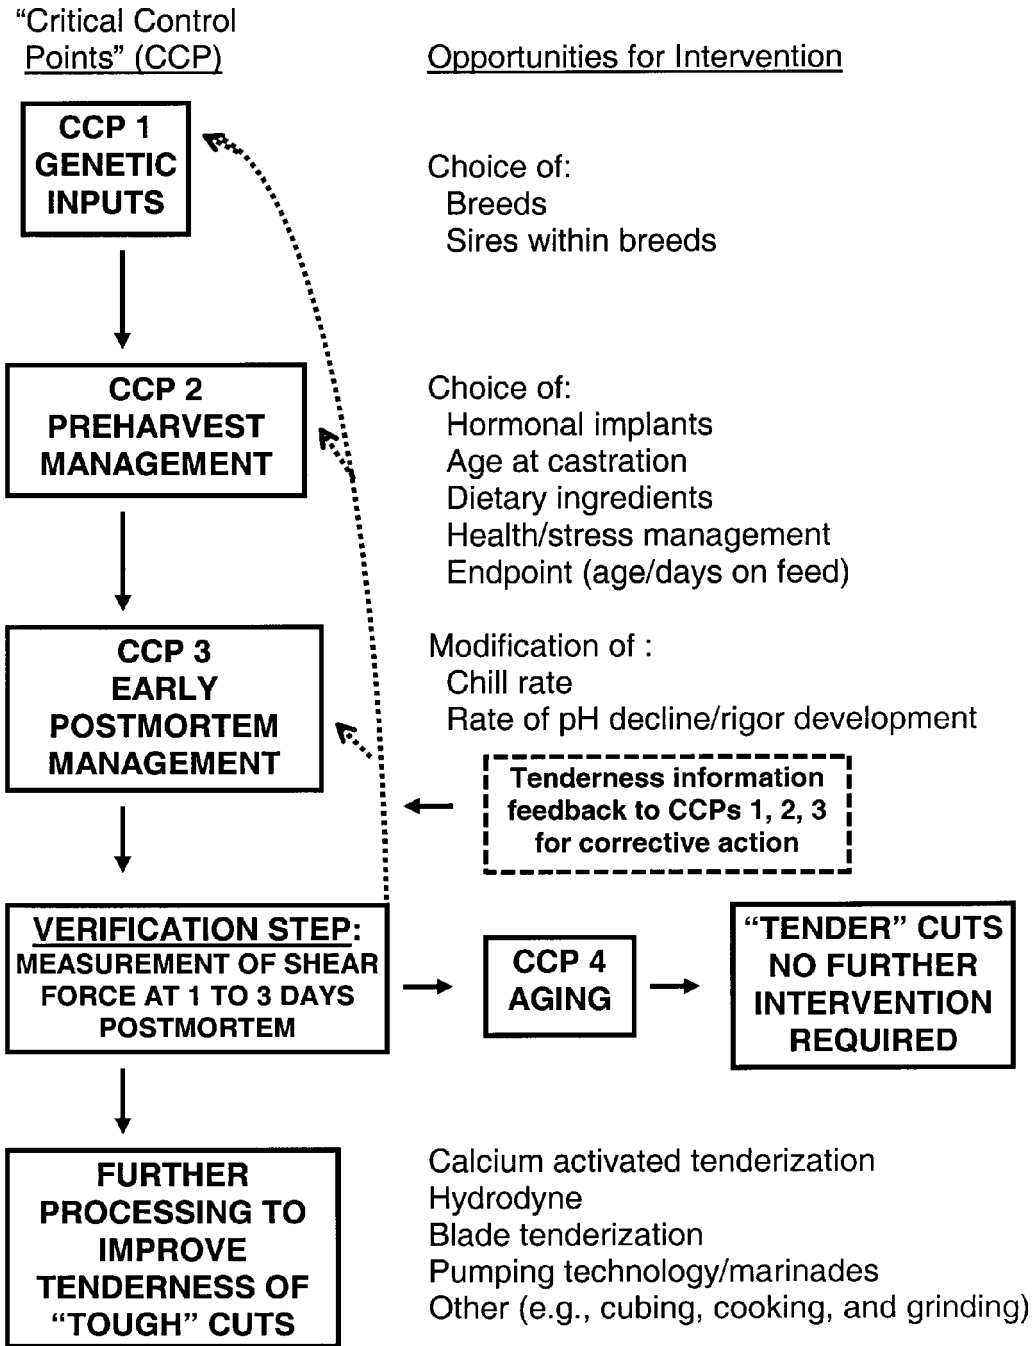 “Critical Control
Points” (CCP)
Opportunities for Intervention
CCP 1
GENETIC
INPUTS
Choice of:
Breeds
Sires within breeds
CCP 2
PREHARVEST
MANAGEMENT
Choice of:
Hormonal implants
Age at castration
Dietary ingredients
Health/stress management
Endpoint (age/days on feed)
CCP 3
EARLY
POSTMORTEM
MANAGEMENT
Modification of :
Chill rate
Rate of pH decline/rigor development
Tenderness information
feedback to CCPs 1, 2, 3
for corrective action
VERIFICATION STEP:
MEASUREMENT OF SHEAR
FORCE AT 1 TO 3 DAYS
POSTMORTEM
CCP 4
AGING
“TENDER” CUTS
NO FURTHER
INTERVENTION
REQUIRED
FURTHER
PROCESSING TO
IMPROVE
TENDERNESS OF
“TOUGH” CUTS
Calcium activated tenderization
Hydrodyne
Blade tenderization
Pumping technology/marinades
Other (e.g., cubing, cooking, and grinding)